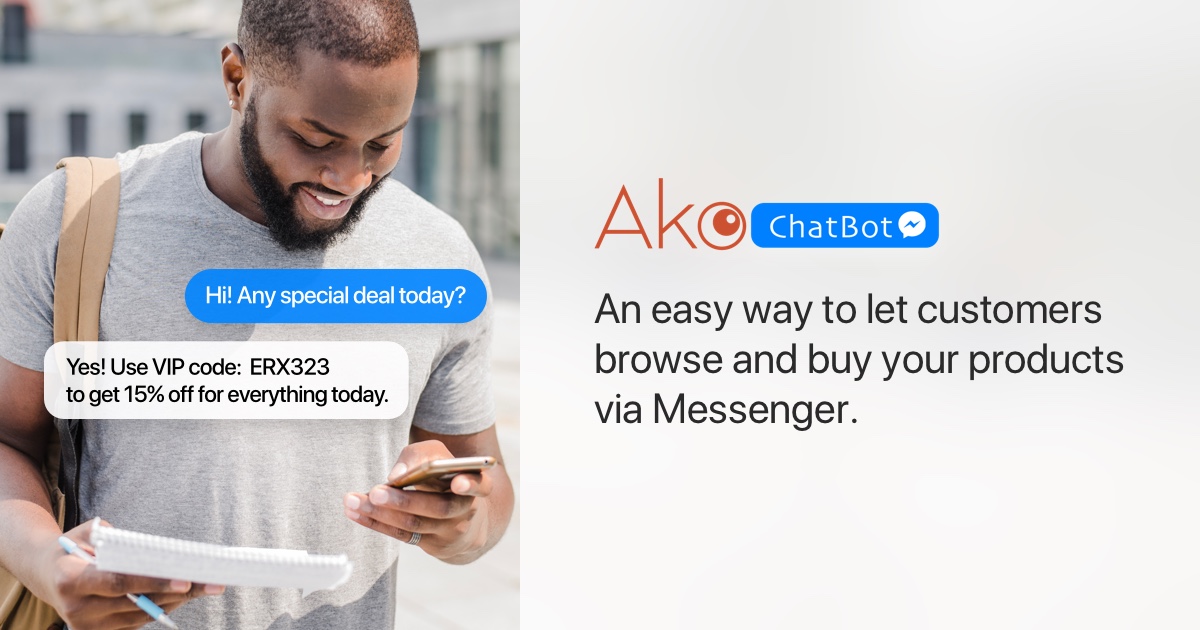 Hi! Any special deal today?
Yes! Use VIP code: ERX323
to get 15% off for everything today.
Ako ChatBot
An easy way to let customers
browse and buy your products
via Messenger.